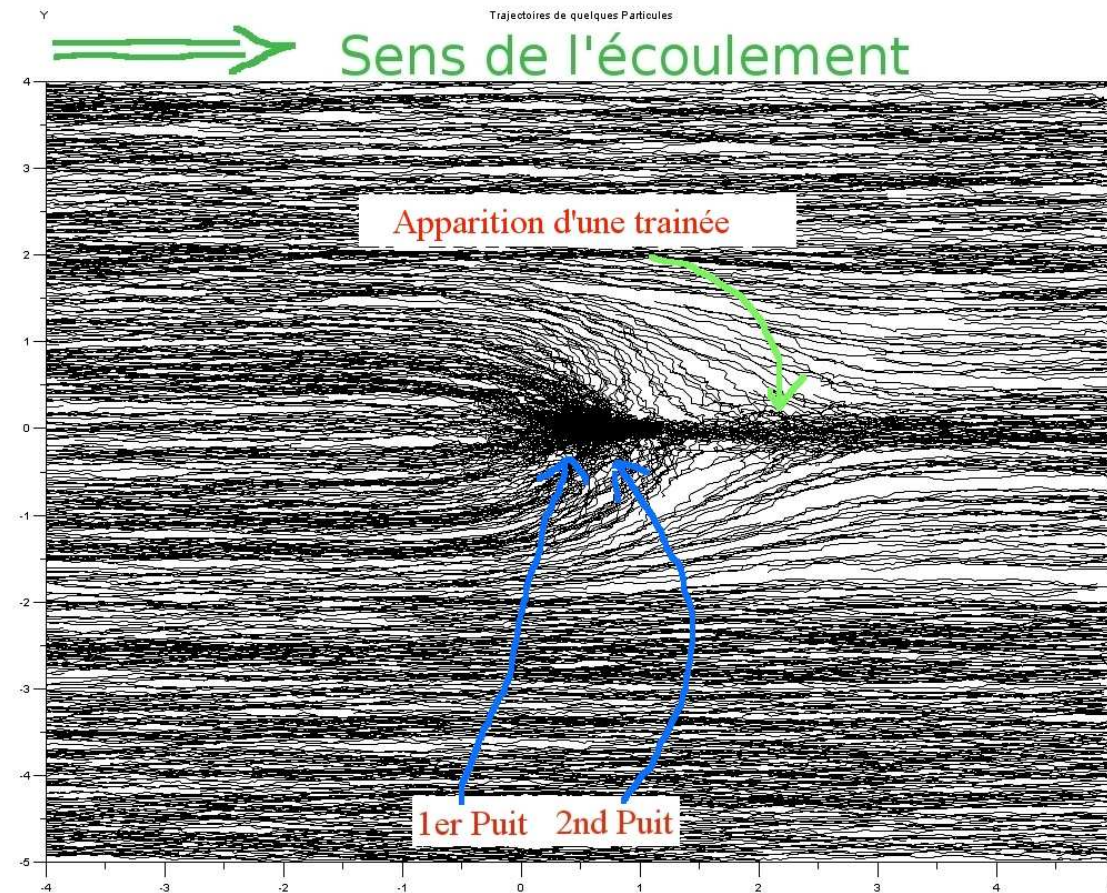 Y
Trajectoires de quelques Particules
Sens de l'écoulement
4
3
Apparition d'une trainée
2
1
0
-1
-2
-3
-4
1er Puit 2nd Puit
-5
-4 -3 -2 -1 0 1 2 3 4